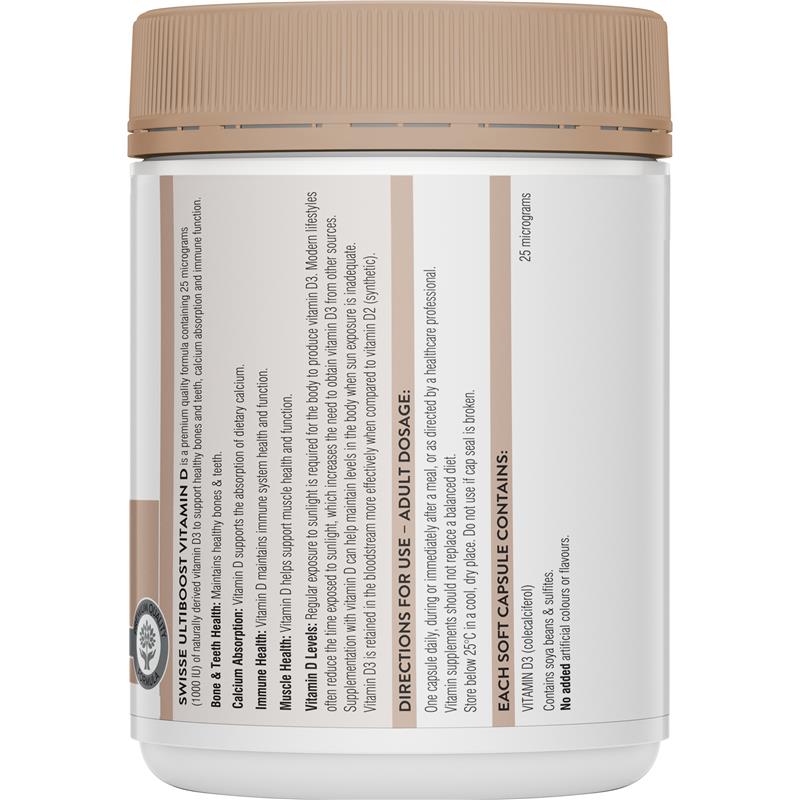 SWISSE ULTIBOOST VITAMIN D is a premium quality formula containing 25 micrograms
(1000 IU) of naturally derived vitamin D3 to support healthy bones and teeth, calcium absorption and immune function.
Bone & Teeth Health: Maintains healthy bones & teeth.
Calcium Absorption: Vitamin D supports the absorption of dietary calcium.
Immune Health: Vitamin D maintains immune system health and function.
Muscle Health: Vitamin D helps support muscle health and function.
Vitamin D Levels: Regular exposure to sunlight is required for the body to produce vitamin D3. Modern lifestyles
often reduce the time exposed to sunlight, which increases the need to obtain vitamin D3 from other sources.
Supplementation with vitamin D can help maintain levels in the body when sun exposure is inadequate.
Vitamin D3 is retained in the bloodstream more effectively when compared to vitamin D2 (synthetic).
DIRECTIONS FOR USE – ADULT DOSAGE:
One capsule daily, during or immediately after a meal, or as directed by a healthcare professional.
Vitamin supplements should not replace a balanced diet.
Store below 25°C in a cool, dry place. Do not use if cap seal is broken.
EACH SOFT CAPSULE CONTAINS:
VITAMIN D3 (colecalciferol) 25 micrograms
Contains soya beans & sulfites.
No added artificial colours or flavours.
QUALITY